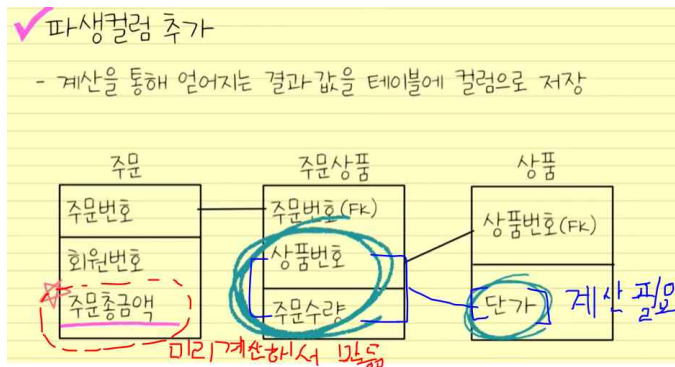 파생컬럼 추가
- 계산을 통해 얻어지는 결과값을 테이블에 컬럼으로 저장
주문 주문상품 상품
주문번호 주문번호(FK) 상품번호(FK)
회원번호 상품번호
주문총금액 주문수량 단가 계산 필요
미리계산해서 만듦